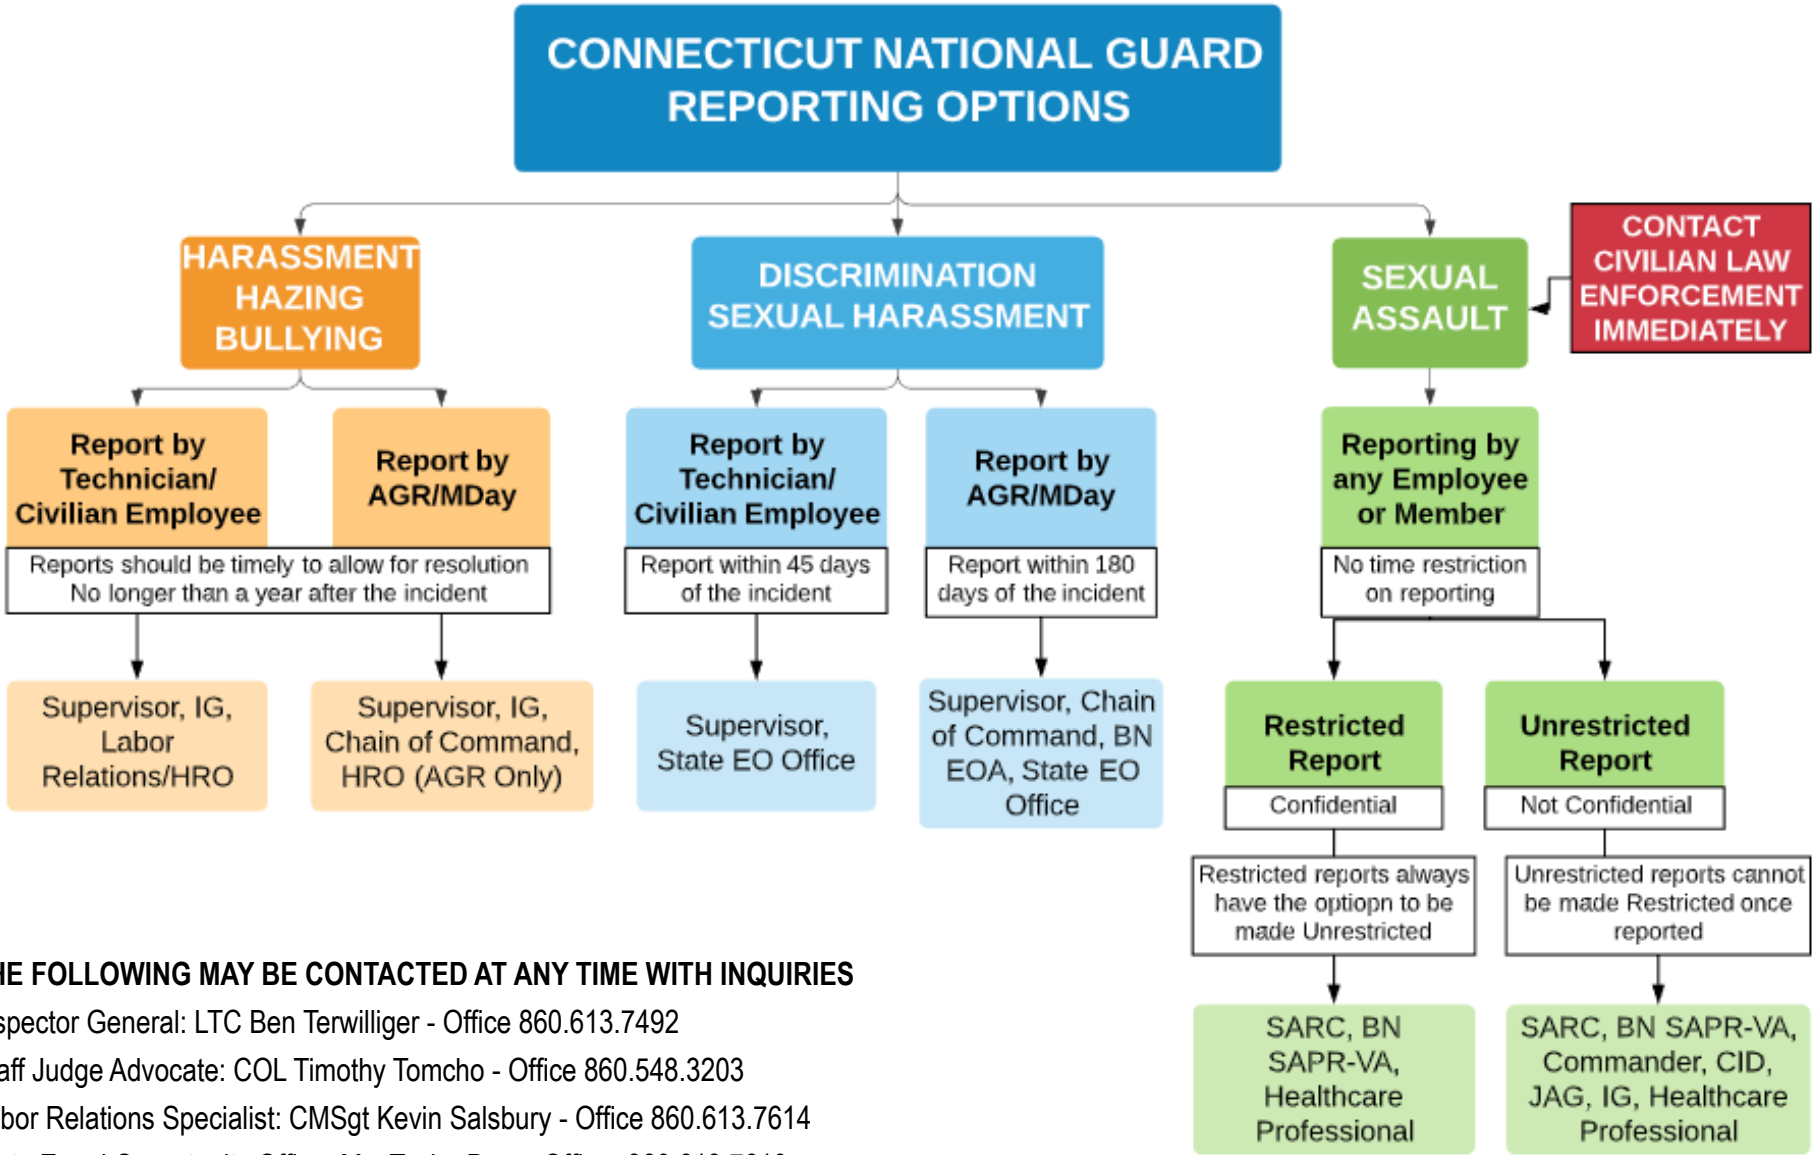 CONNECTICUT NATIONAL GUARD
REPORTING OPTIONS
HARASSMENT
HAZING
BULLYING
DISCRIMINATION
SEXUAL HARASSMENT
SEXUAL
ASSAULT
CONTACT
CIVILIAN LAW
ENFORCEMENT
IMMEDIATELY
Report by
Technician/
Civilian Employee
Report by
AGR/MDay
Reports should be timely to allow for resolution
No longer than a year after the incident
Supervisor, IG,
Labor
Relations/HRO
Supervisor, IG,
Chain of Command,
HRO (AGR Only)
Report by
Technician/
Civilian Employee
Report within 45 days
of the incident
Supervisor,
State EO Office
Report by
AGR/MDay
Report within 180
days of the incident
Supervisor, Chain
of Command, BN
EOA, State EO
Office
Reporting by
any Employee
or Member
No time restriction
on reporting
Restricted
Report
Confidential
Restricted reports always
have the optiopn to be
made Unrestricted
SARC, BN
SAPR-VA,
Healthcare
Professional
Unrestricted
Report
Not Confidential
Unrestricted reports cannot
be made Restricted once
reported
SARC, BN SAPR-VA,
Commander, CID,
JAG, IG, Healthcare
Professional
HE FOLLOWING MAY BE CONTACTED AT ANY TIME WITH INQUIRIES
spector General: LTC Ben Terwilliger - Office 860.613.7492
aff Judge Advocate: COL Timothy Tomcho - Office 860.548.3203
bor Relations Specialist: CMSgt Kevin Salsbury - Office 860.613.7614